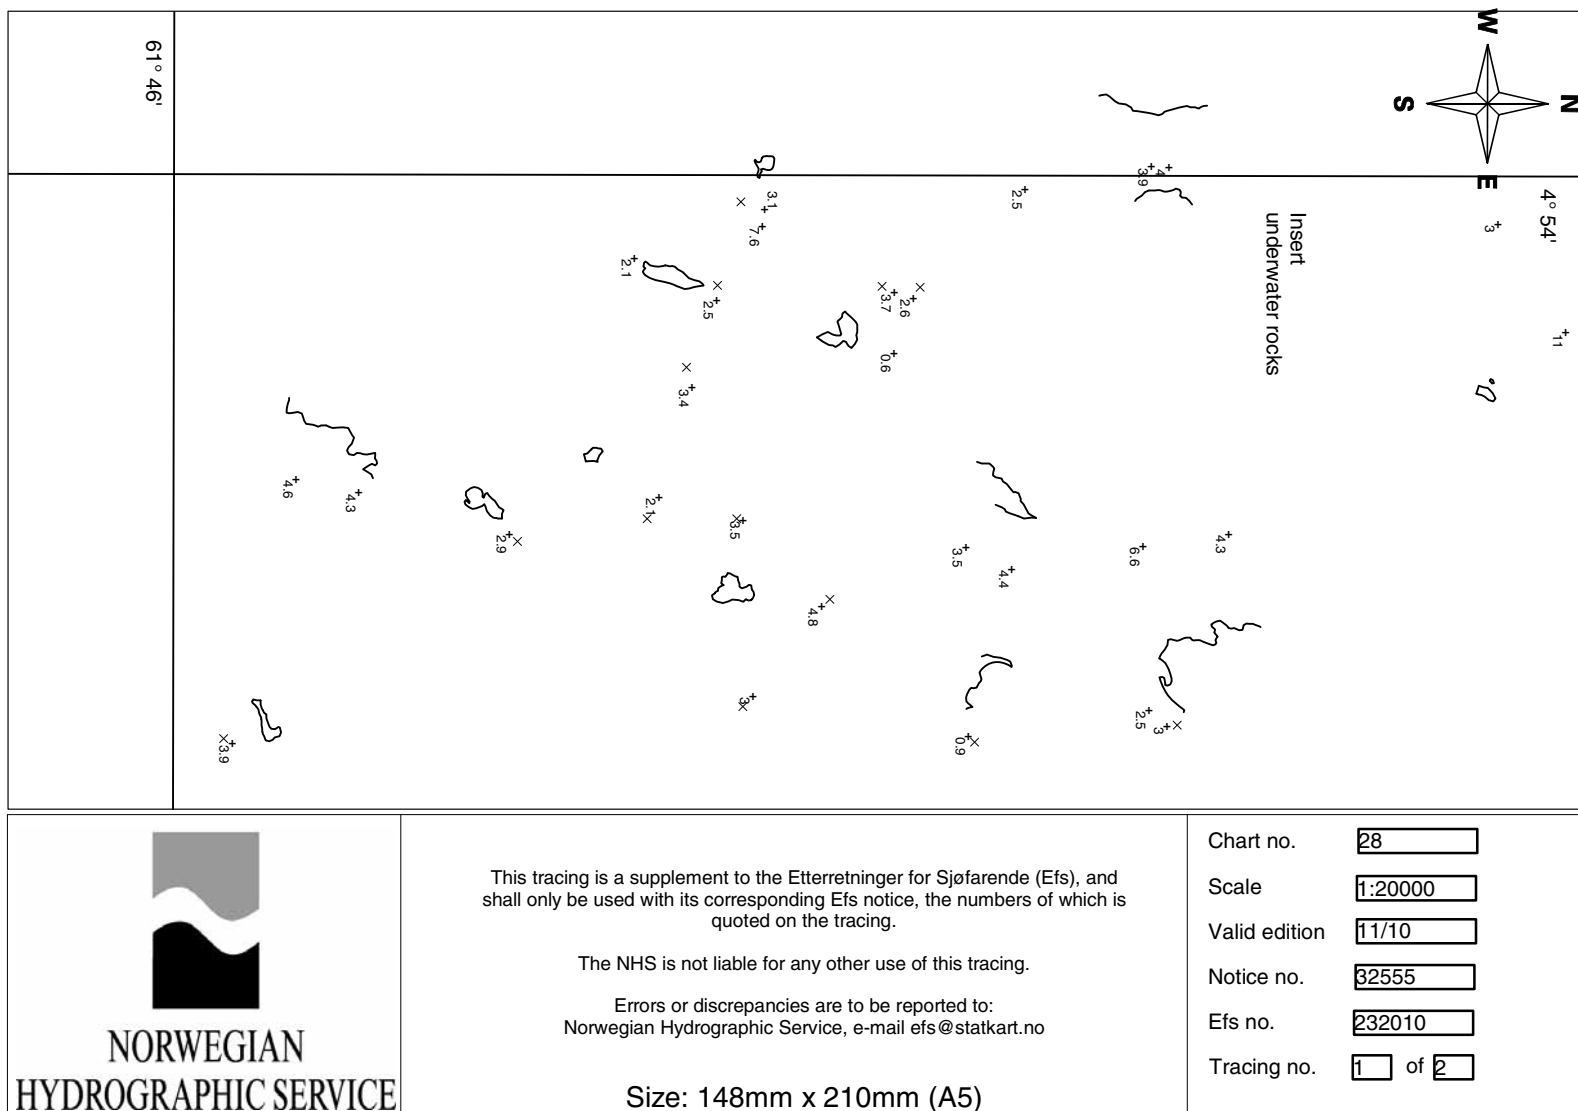 61° 46'
W
N
S
E
4° 54'
Insert
underwater rocks
3.9
4
3.1
7.6
2.5
3
11
2.1
2.5
3.7
2.6
0.6
3.4
4.6
4.3
2.9
2.1
3.5
3.5
4.4
6.6
4.3
4.8
3
2.5
3
0.9
3.9
NORWEGIAN
HYDROGRAPHIC SERVICE
This tracing is a supplement to the Etterretninger for Sjøfarende (Efs), and
shall only be used with its corresponding Efs notice, the numbers of which is
quoted on the tracing.
The NHS is not liable for any other use of this tracing.
Errors or discrepancies are to be reported to:
Norwegian Hydrographic Service, e-mail efs@statkart.no
Size: 148mm x 210mm (A5)
Chart no. 28
Scale 1:20000
Valid edition 11/10
Notice no. 32555
Efs no. 232010
Tracing no. 1 of 2